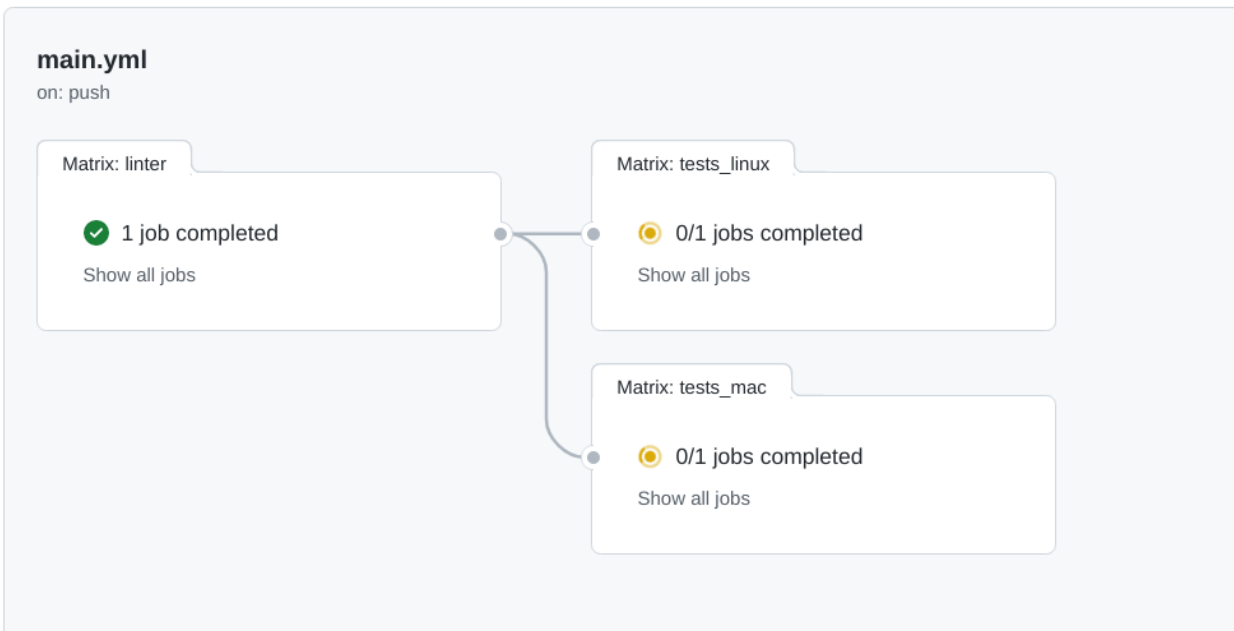 main.yml
on: push
Matrix: linter
1 job completed
Show all jobs
Matrix: tests_linux
0/1 jobs completed
Show all jobs
Matrix: tests_mac
0/1 jobs completed
Show all jobs